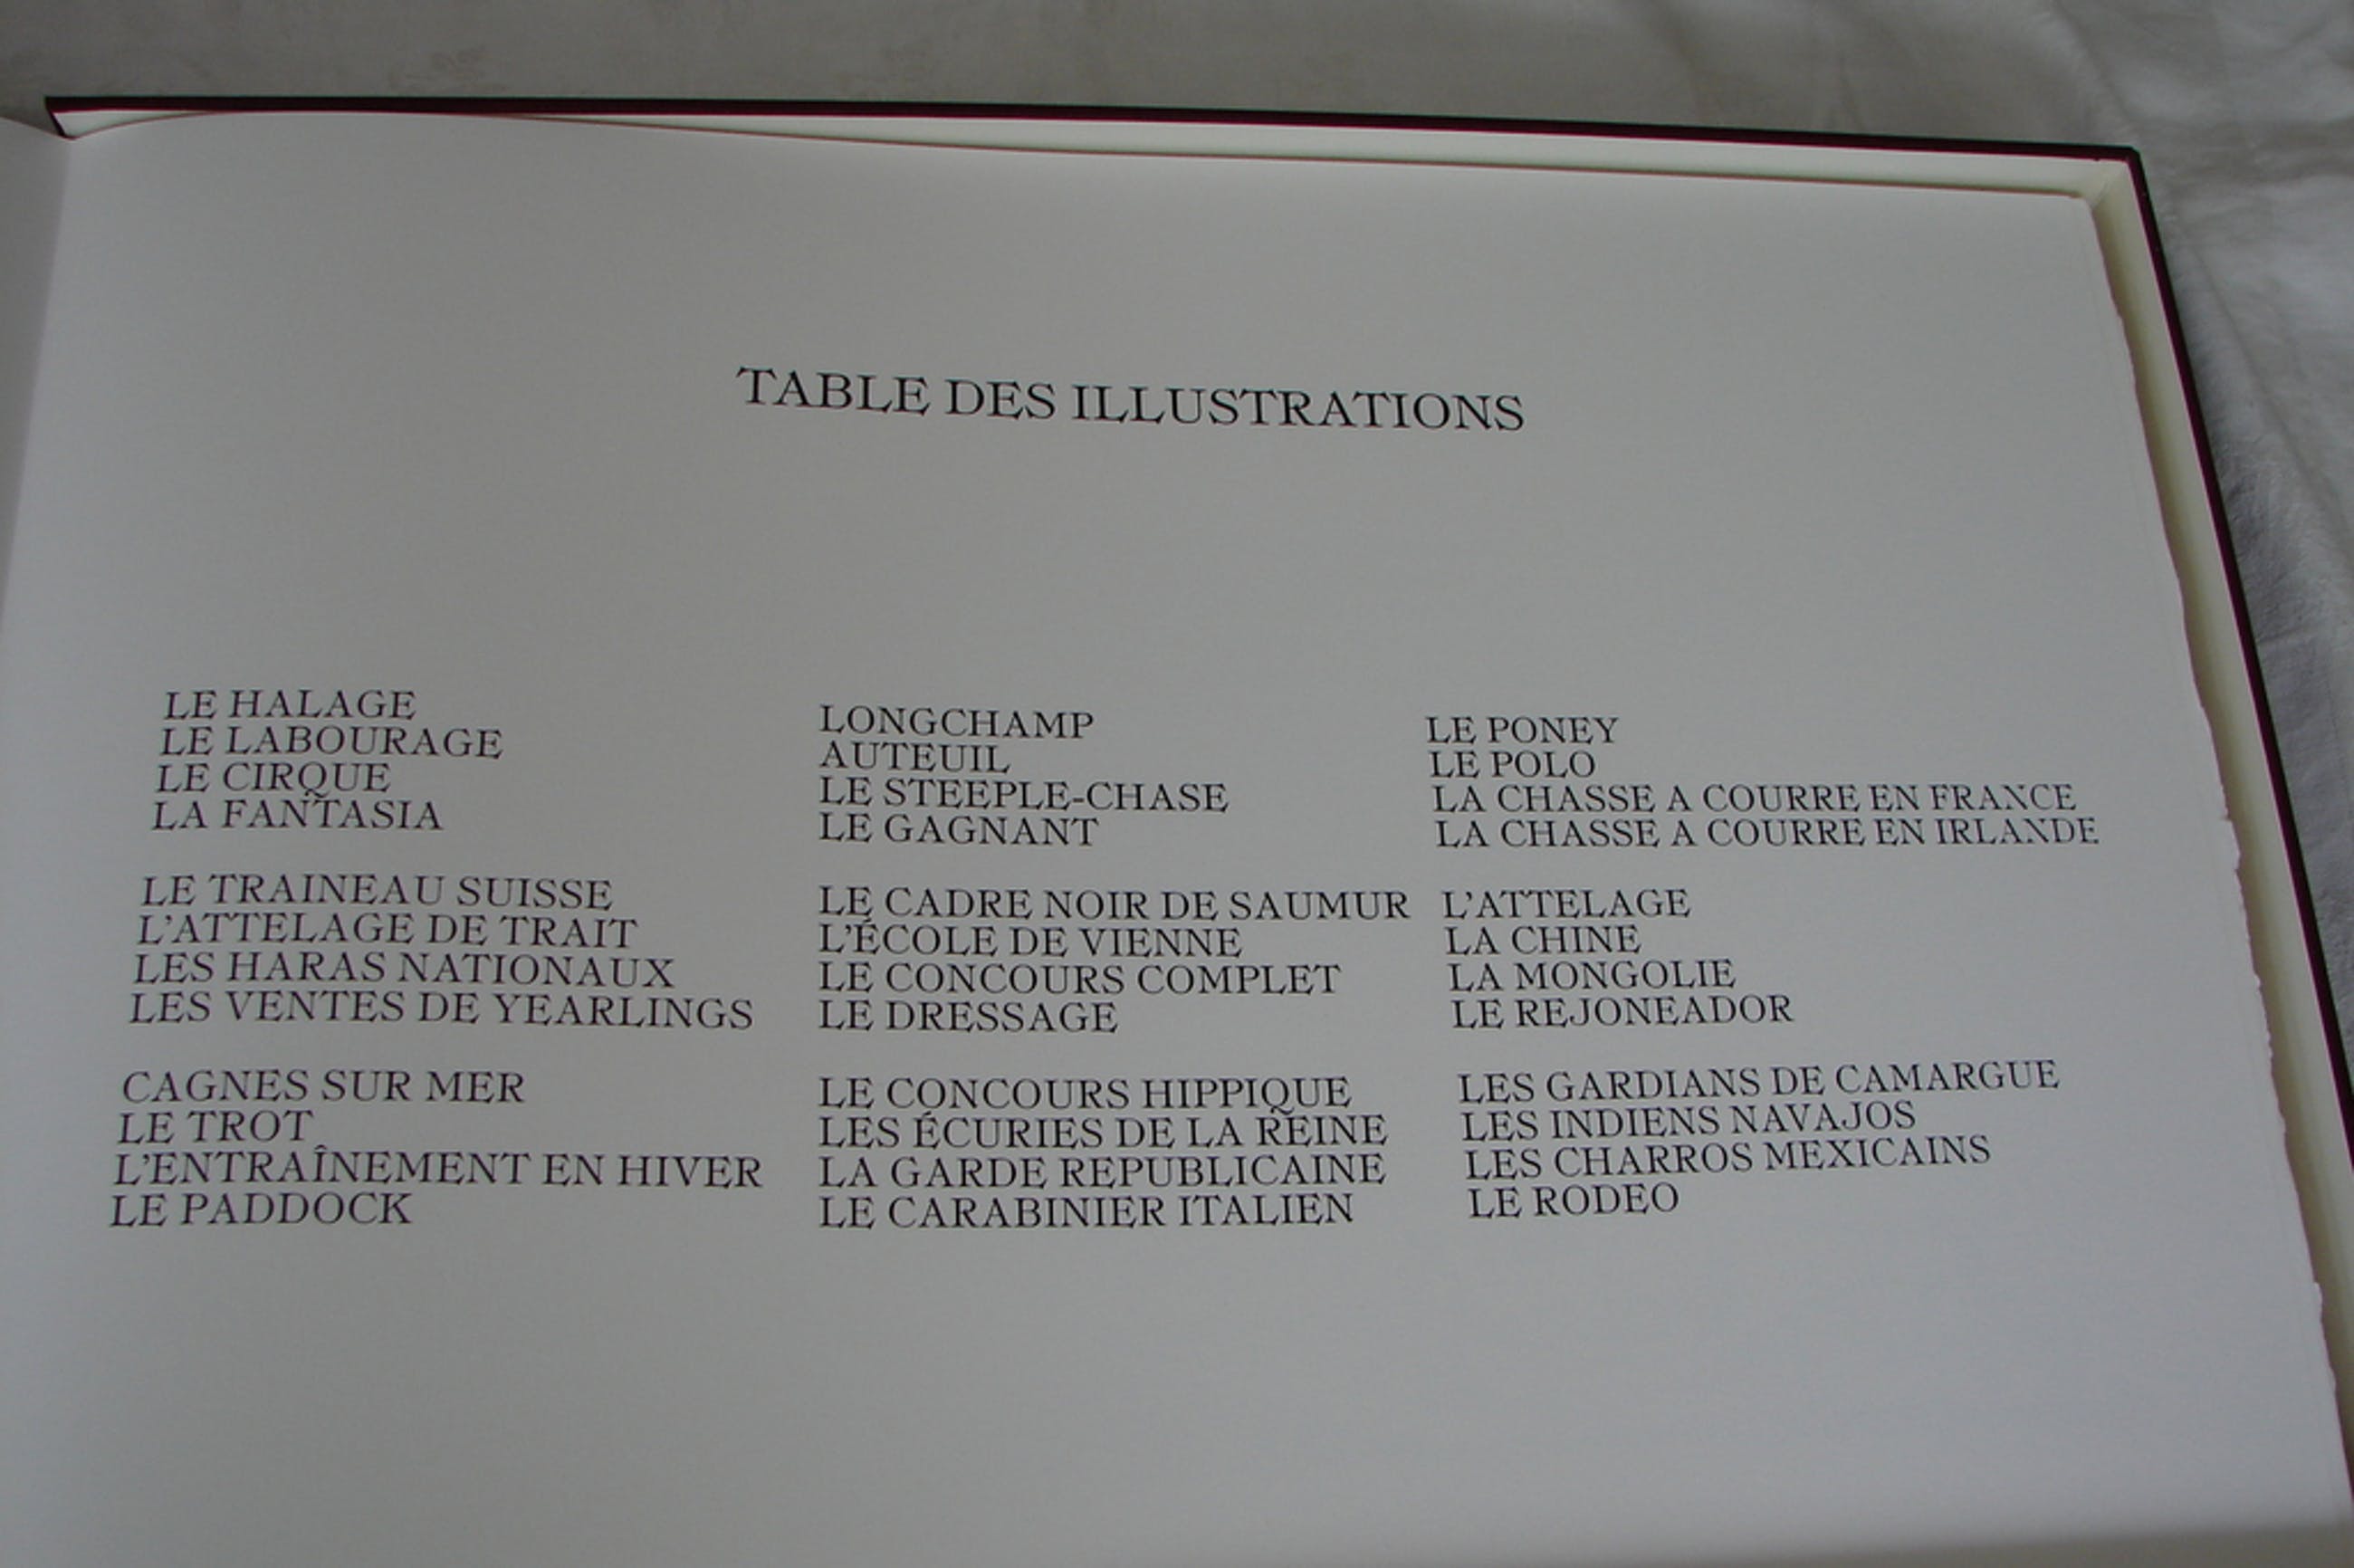 TABLE DES ILLUSTRATIONS
LE HALAGE
LE LABOURAGE
LE CIRQUE
LA FANTASIA
LE TRAINEAU SUISSE
L'ATTELAGE DE TRAIT
LES HARAS NATIONAUX
LES VENTES DE YEARLINGS
CAGNES SUR MER
LE TROT
L'ENTRAÎNEMENT EN HIVER
LE PADDOCK
LONGCHAMP
AUTEUIL
LE STEEPLE-CHASE
LE GAGNANT
LE CADRE NOIR DE SAUMUR
L'ÉCOLE DE VIENNE
LE CONCOURS COMPLET
LE DRESSAGE
LE CONCOURS HIPPIQUE
LES ÉCURIES DE LA REINE
LA GARDE REPUBLICAINE
LE CARABINIER ITALIEN
LE PONEY
LE POLO
LA CHASSE A COURRE EN FRANCE
LA CHASSE A COURRE EN IRLANDE
L'ATTELAGE
LA CHINE
LA MONGOLIE
LE REJONEADOR
LES GARDIANS DE CAMARGUE
LES INDIENS NAVAJOS
LES CHARROS MEXICAINS
LE RODEO